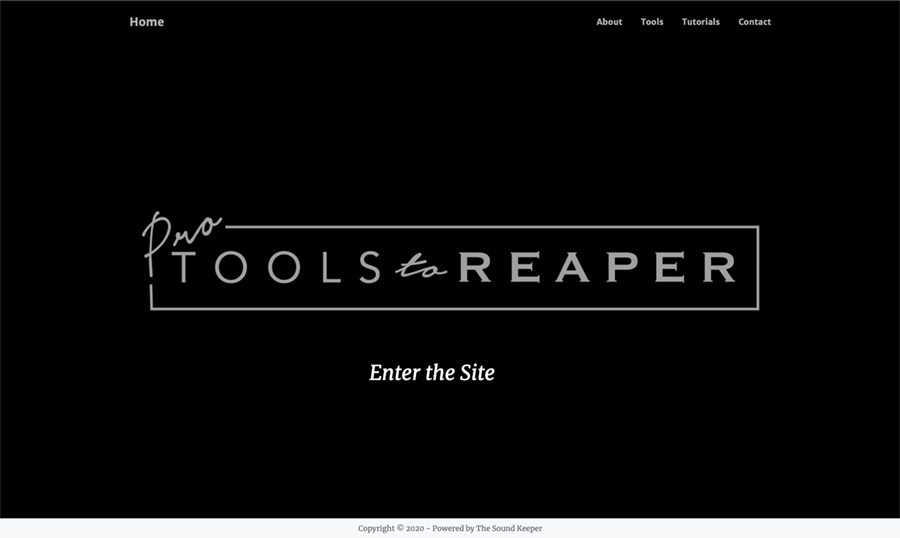 Home About Tools Tutorials Contact
Pro
TOOLS to REAPER
Enter the Site
Copyright © 2020 - Powered by The Sound Keeper